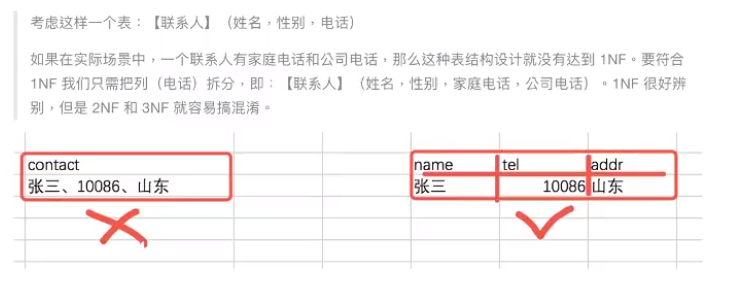 考虑这样一个表：【联系人】（姓名，性别，电话）
如果在实际场景中，一个联系人有家庭电话和公司电话，那么这种表结构设计就没有达到 1NF。要符合
1NF 我们只需把列（电话）拆分，即：【联系人】（姓名，性别，家庭电话，公司电话）。1NF 很好辨
别，但是 2NF 和 3NF 就容易搞混淆。
contact
张三、10086、山东
name tel addr
张三 10086 山东